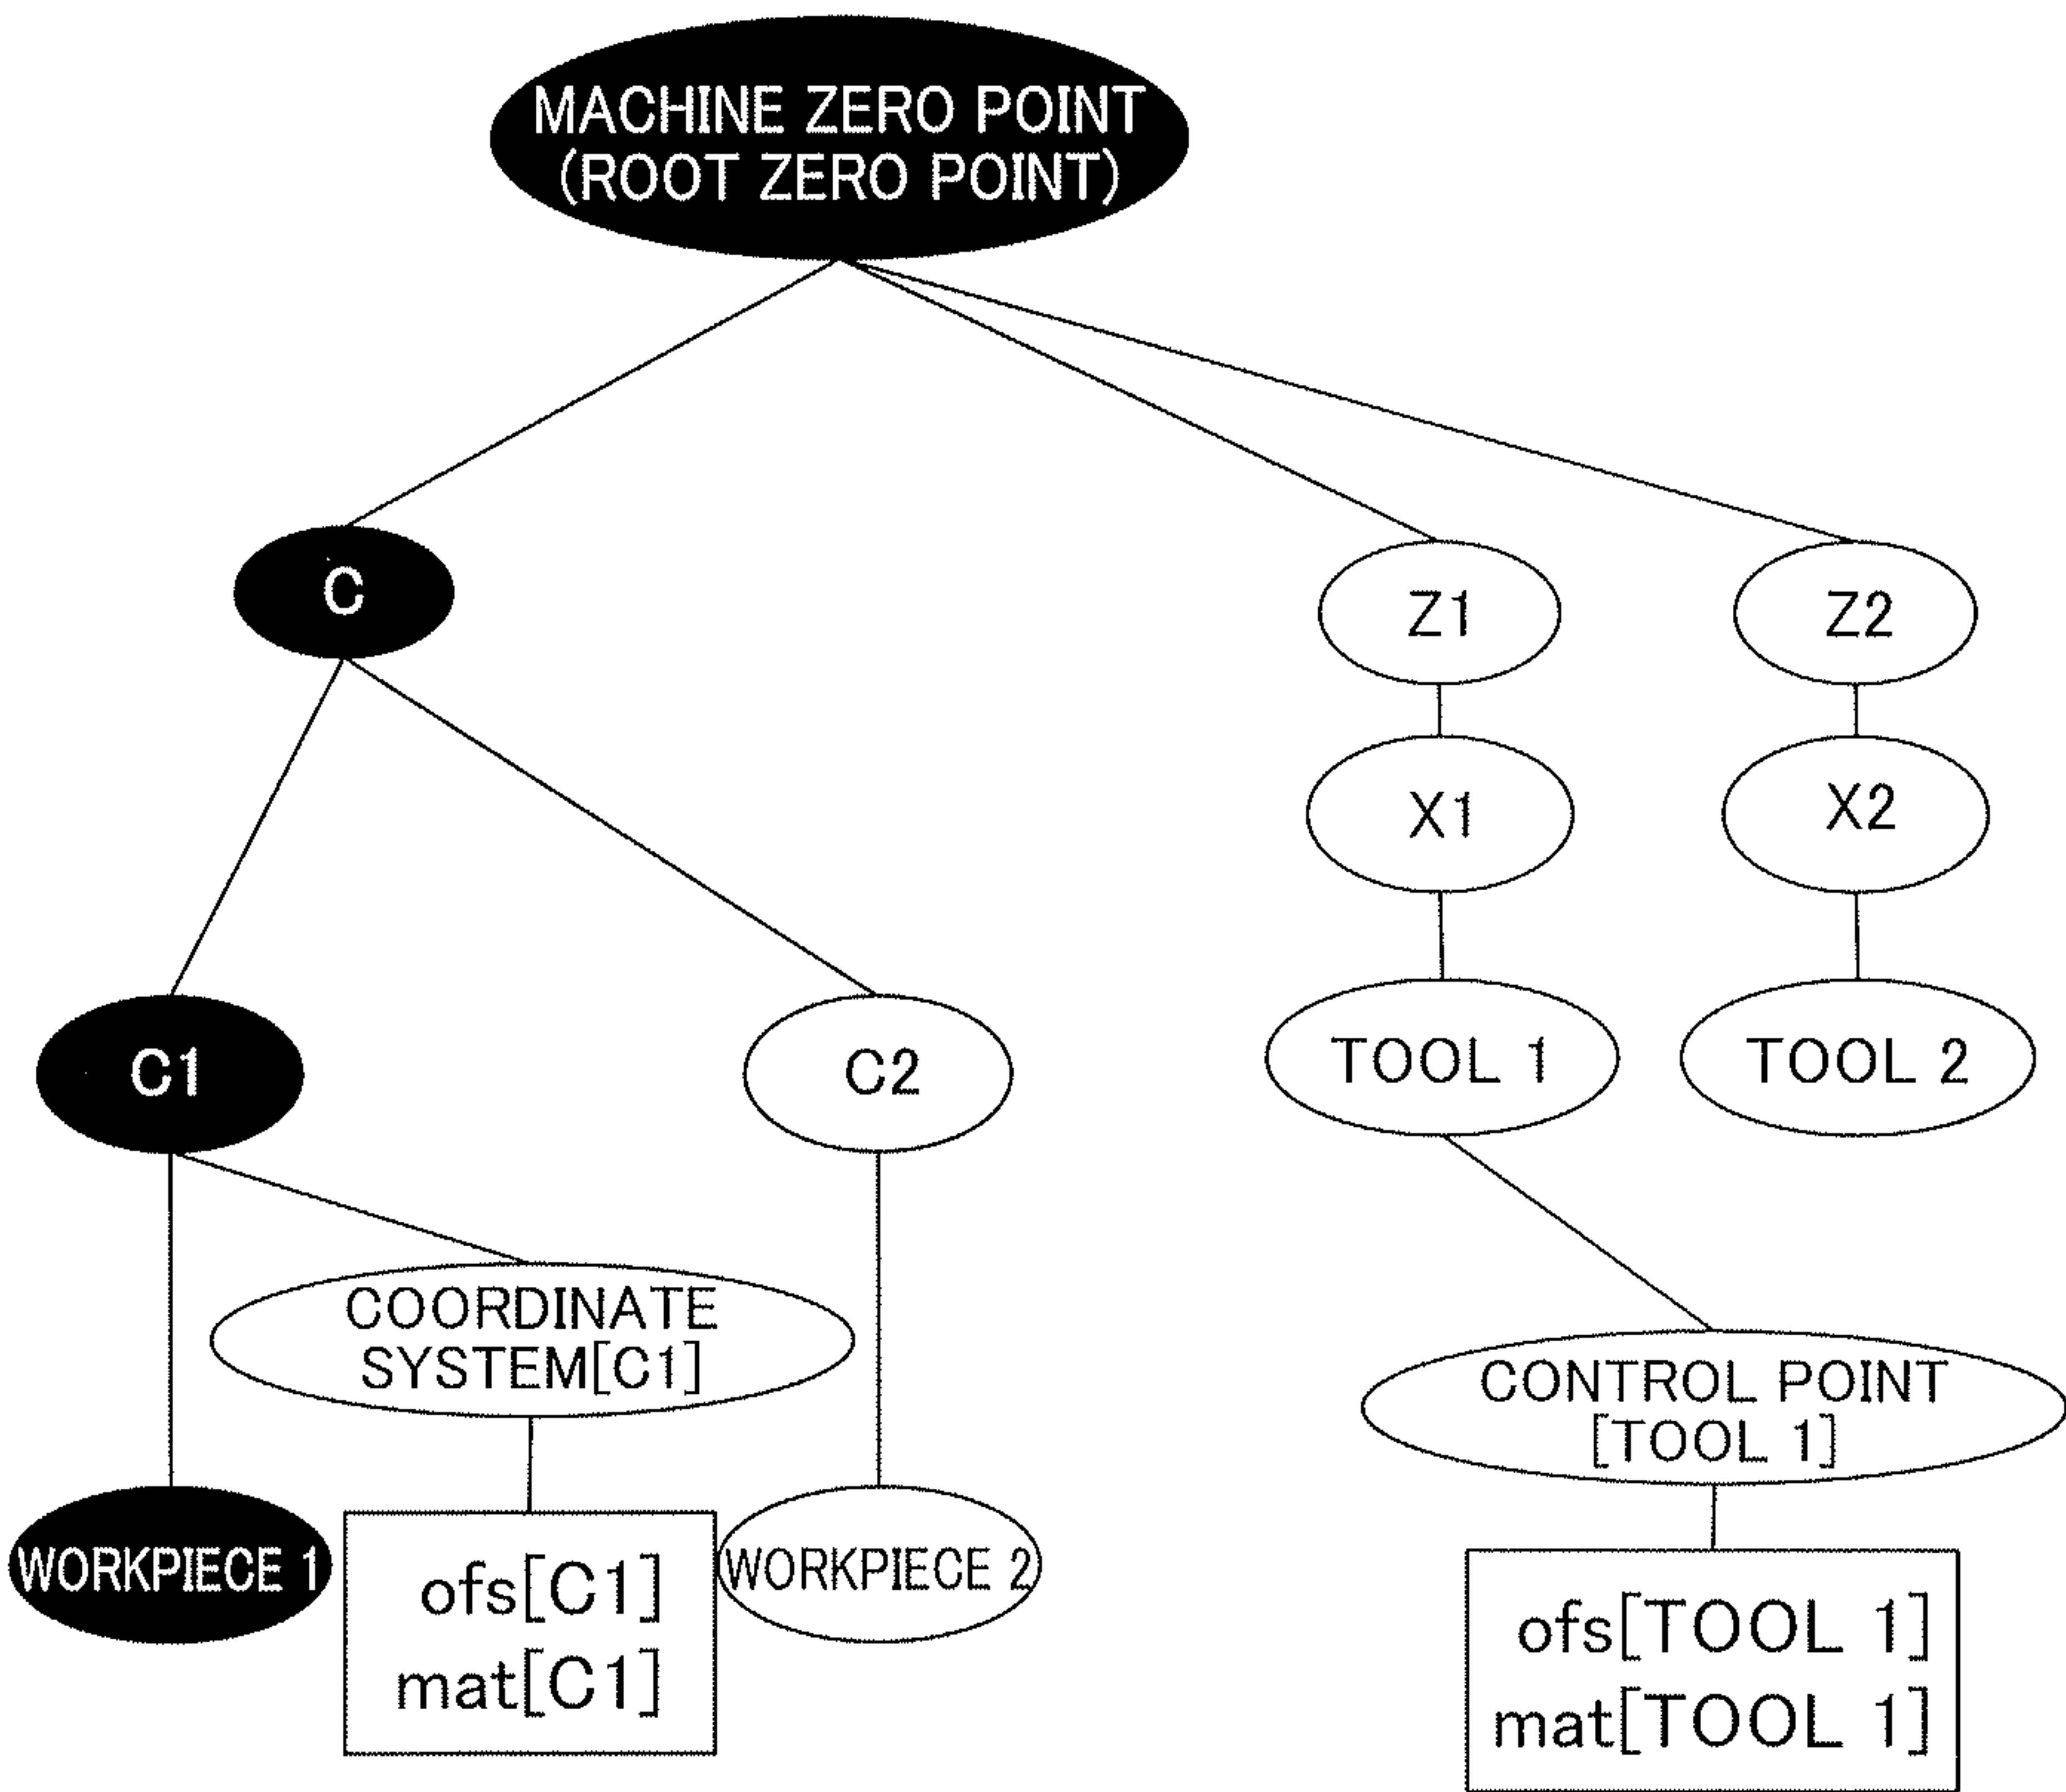 MACHINE ZERO POINT
(ROOT ZERO POINT)
C
Z1
Z2
X1
X2
C1
C2
TOOL 1
TOOL 2
COORDINATE
SYSTEM[C1]
CONTROL POINT
[TOOL 1]
WORKPIECE 1
ofs[C1]
mat[C1]
WORKPIECE 2
ofs[TOOL 1]
mat[TOOL 1]